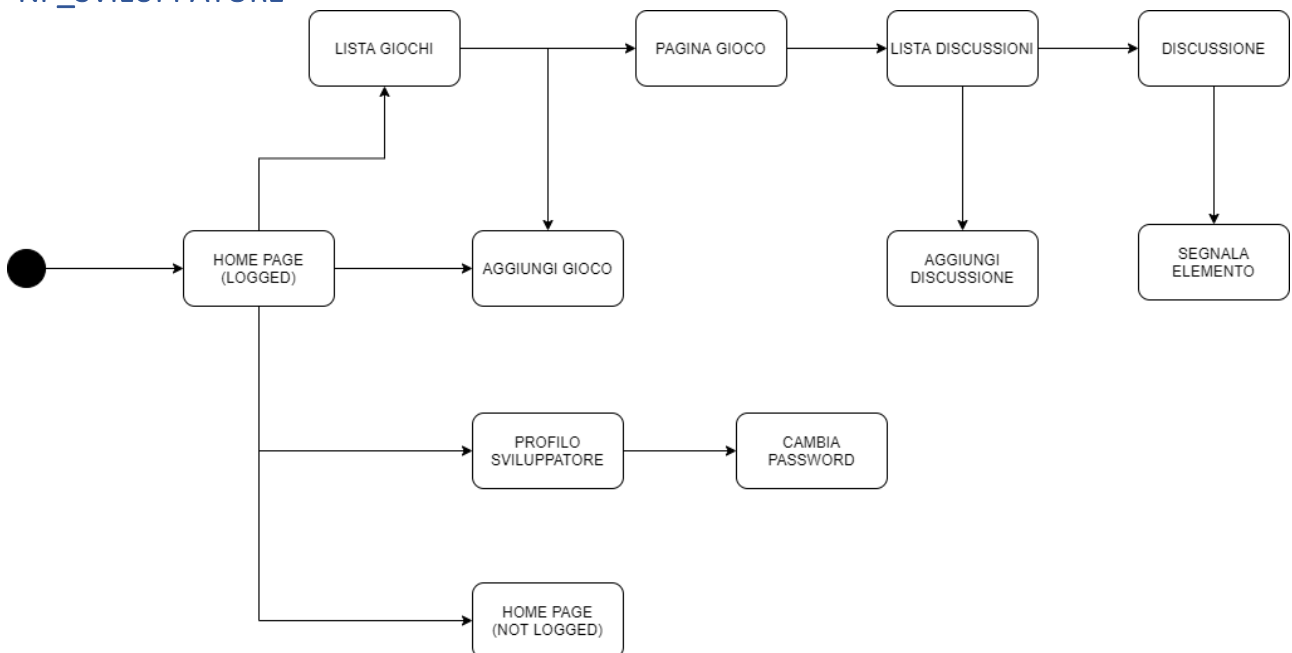 NP_SVILUPPATORE
LISTA GIOCHI
PAGINA GIOCO
LISTA DISCUSSIONI
DISCUSSIONE
HOME PAGE
(LOGGED)
AGGIUNGI GIOCO
AGGIUNGI
DISCUSSIONE
SEGNALA
ELEMENTO
PROFILO
SVILUPPATORE
CAMBIA
PASSWORD
HOME PAGE
(NOT LOGGED)